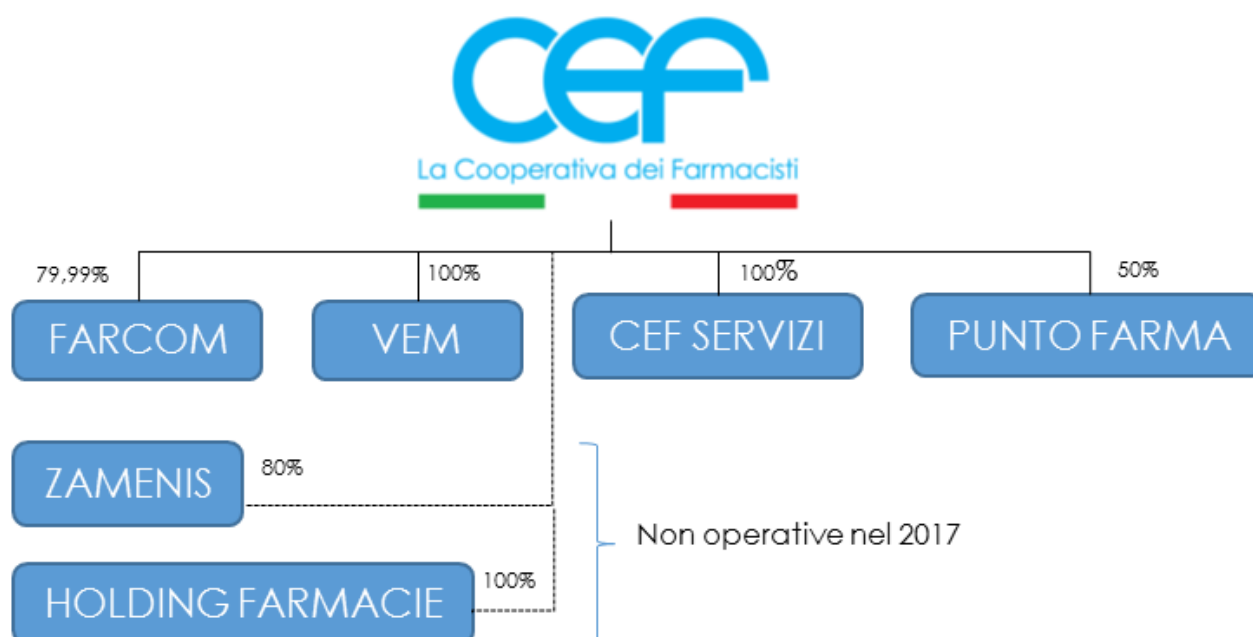 cef
La Cooperativa dei Farmacisti
79,99%
100%
100%
50%
FARCOM
VEM
CEF SERVIZI
PUNTO FARMA
ZAMENIS
80%
Non operative nel 2017
HOLDING FARMACIE
100%